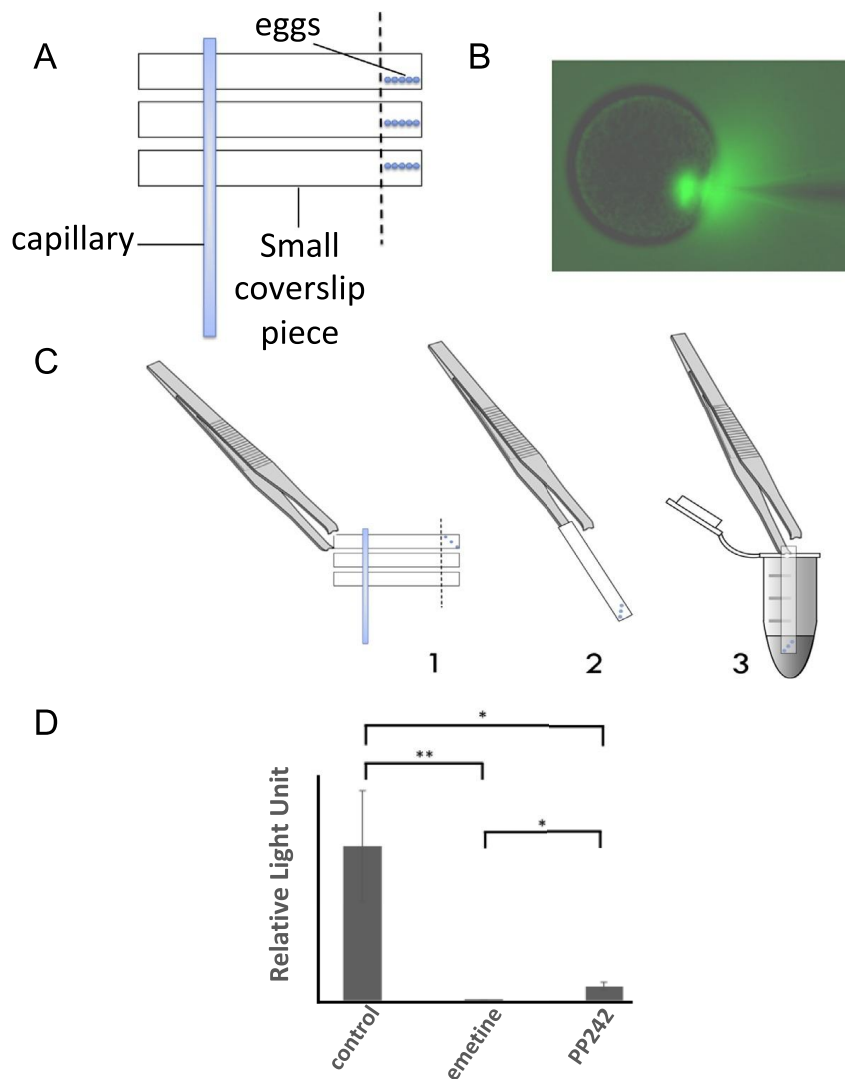 A
eggs
B
capillary
Small
coverslip
piece
C
1
2
3
D
*
**
*
Relative Light Unit
control
emetine
PP242